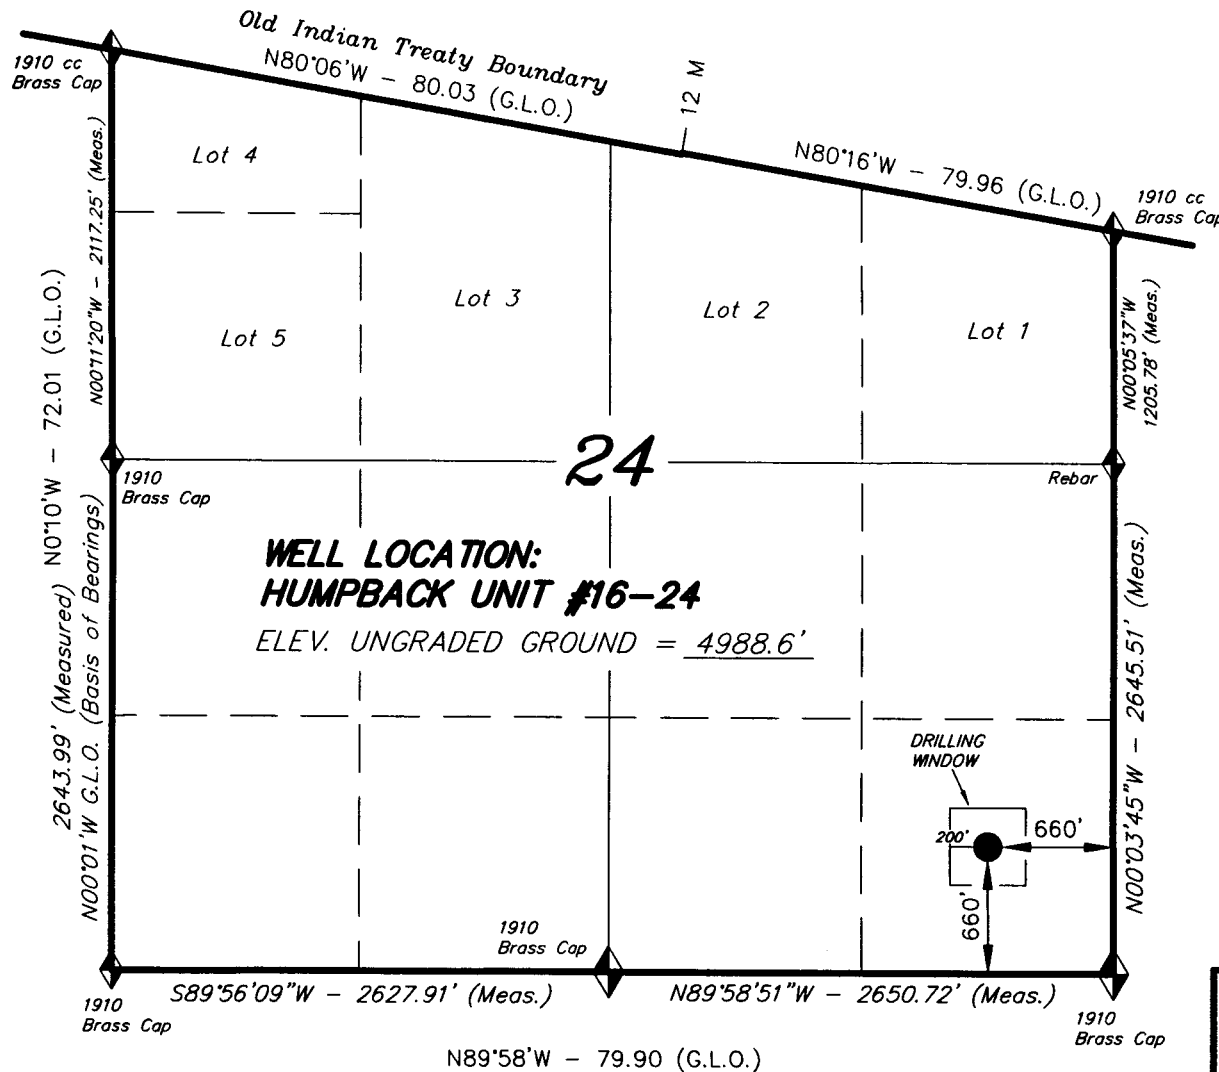 Old Indian Treaty Boundary
N80°06'W - 80.03 (G.L.O.)
12 M
N80°16'W - 79.96 (G.L.O.)
1910 cc
Brass Cap
1910 cc
Brass Cap
Lot 4
Lot 3
Lot 2
Lot 1
Lot 5
N00°11'20"W - 2117.25' (Meas.)
N0°10'W - 72.01 (G.L.O.)
N00°05'37"W
1205.78' (Meas.)
24
1910
Brass Cap
Rebar
WELL LOCATION:
HUMPBACK UNIT #16-24
ELEV. UNGRADED GROUND = 4988.6'
2643.99' (Measured)
N00°01'W G.L.O. (Basis of Bearings)
N00°03'45"W - 2645.51' (Meas.)
DRILLING
WINDOW
200'
660'
660'
1910
Brass Cap
1910
Brass Cap
S89°56'09"W - 2627.91' (Meas.)
N89°58'51"W - 2650.72' (Meas.)
1910
Brass Cap
N89°58'W - 79.90 (G.L.O.)